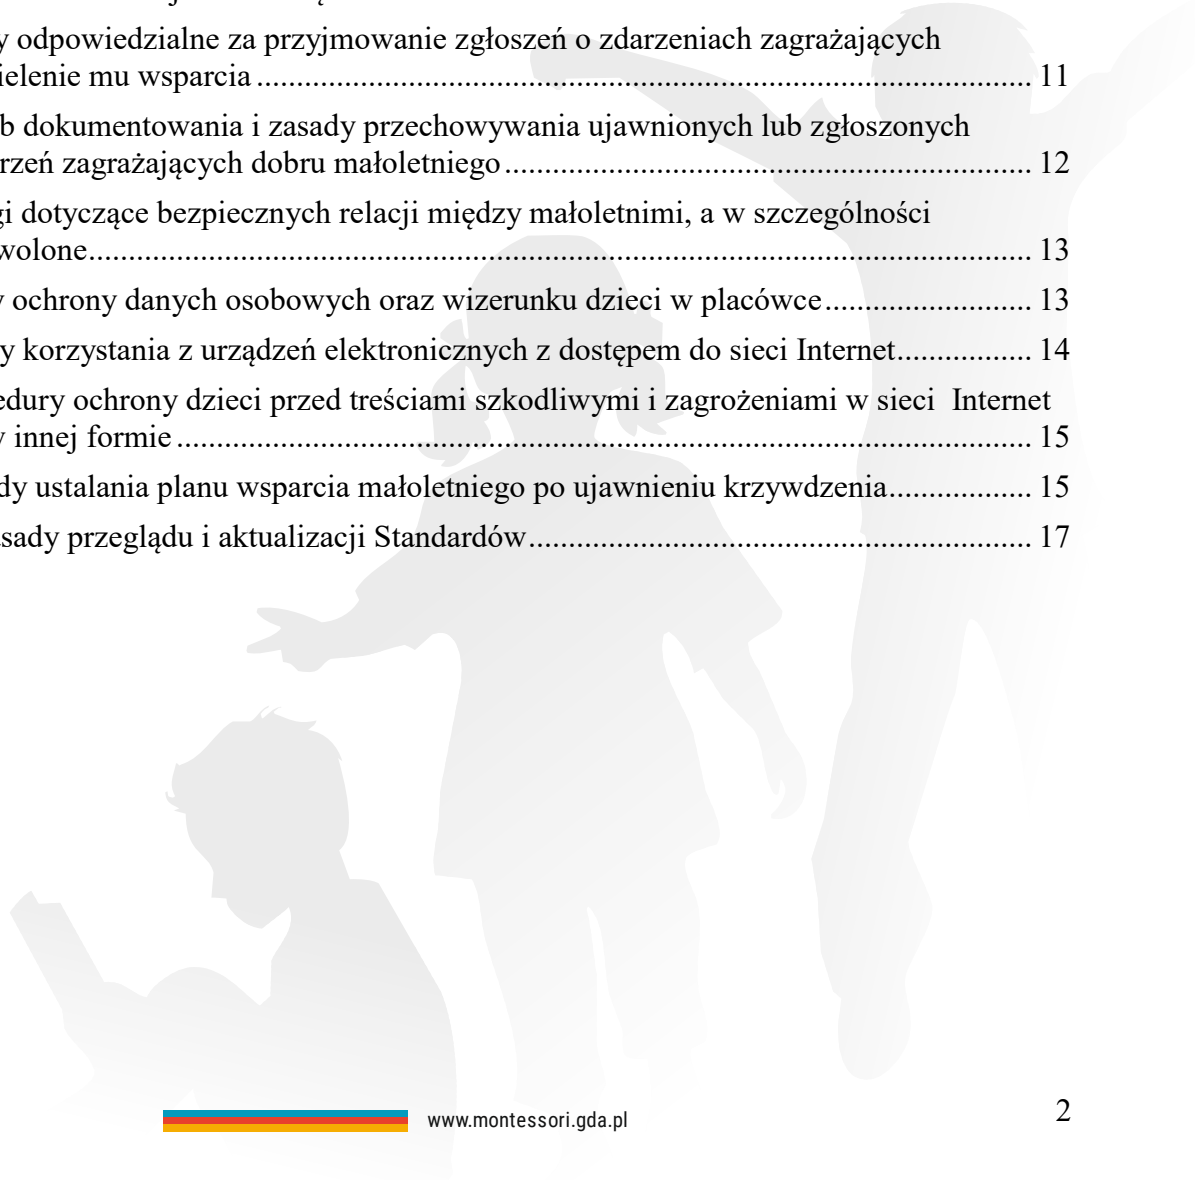 y odpowiedzialne za przyjmowanie zgłoszeń o zdarzeniach zagrażających
ielenie mu wsparcia ........................................................................................................ 11
b dokumentowania i zasady przechowywania ujawnionych lub zgłoszonych
rzeń zagrażających dobru małoletniego .................................................................... 12
gi dotyczące bezpiecznych relacji między małoletnimi, a w szczególności
wolone............................................................................................................................ 13
y ochrony danych osobowych oraz wizerunku dzieci w placówce........................... 13
y korzystania z urządzeń elektronicznych z dostępem do sieci Internet................. 14
edury ochrony dzieci przed treściami szkodliwymi i zagrożeniami w sieci  Internet
w innej formie ................................................................................................................ 15
dy ustalania planu wsparcia małoletniego po ujawnieniu krzywdzenia.................. 15
sady przeglądu i aktualizacji Standardów................................................................. 17
www.montessori.gda.pl
2